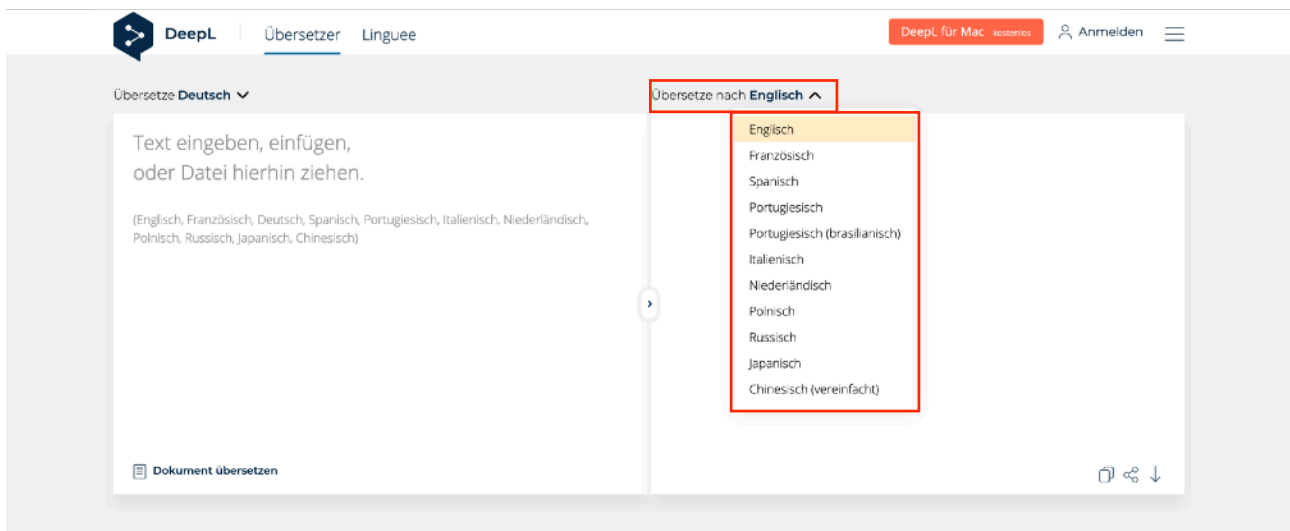 DeepL
Übersetzer
Linguee
DeepL für Mac kostenlos
Anmelden
Übersetze Deutsch
Übersetze nach Englisch
Text eingeben, einfügen,
oder Datei hierhin ziehen.
(Englisch, Französisch, Deutsch, Spanisch, Portugiesisch, Italienisch, Niederländisch,
Polnisch, Russisch, Japanisch, Chinesisch)
Dokument übersetzen
Englisch
Französisch
Spanisch
Portugiesisch
Portugiesisch (brasilianisch)
Italienisch
Niederländisch
Polnisch
Russisch
Japanisch
Chinesisch (vereinfacht)